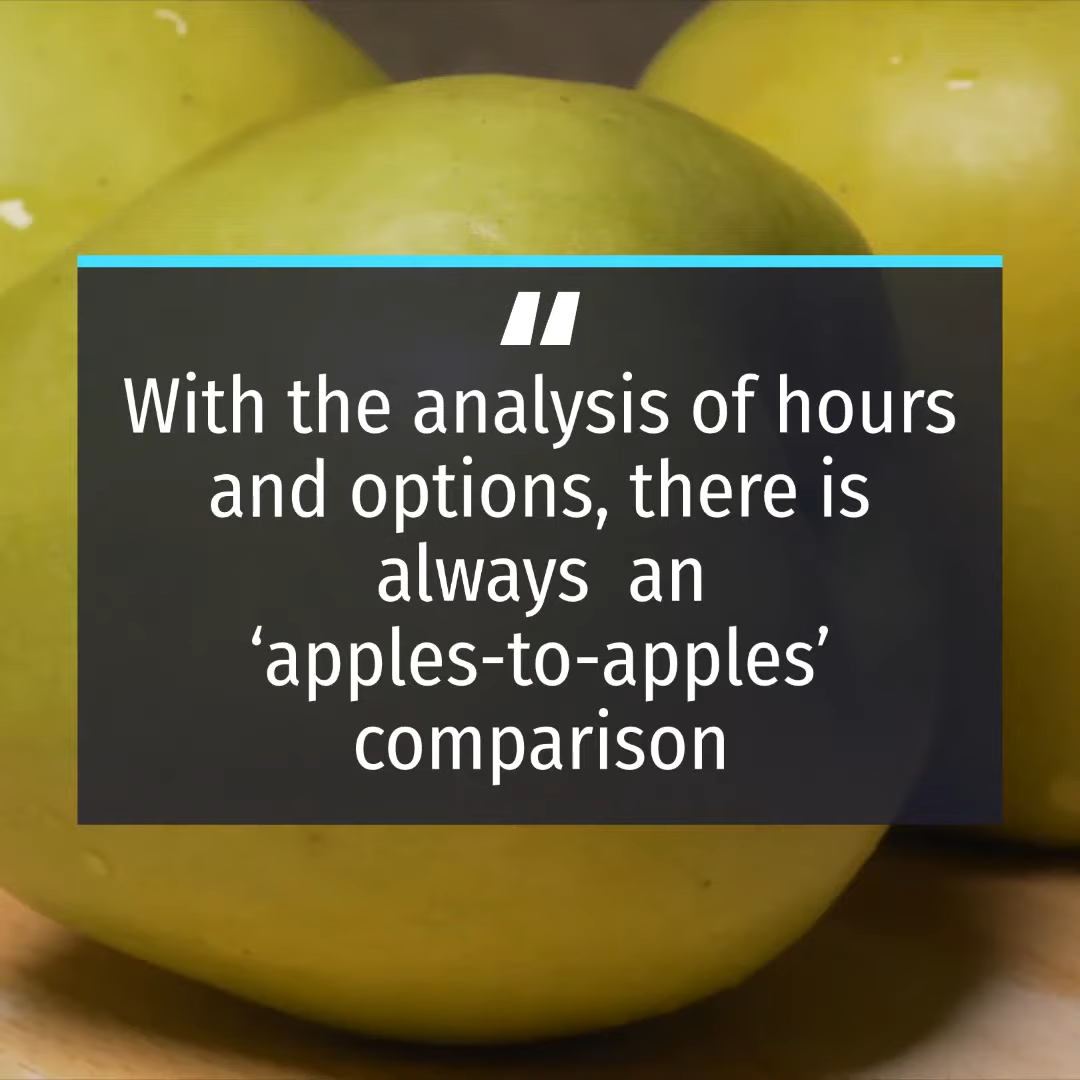 With the analysis of hours
and options, there is
always  an
‘apples-to-apples’
comparison